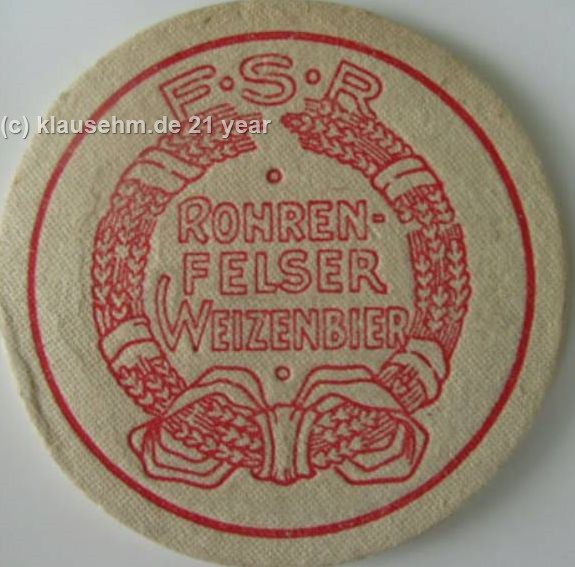 F·S·R
(c) klausehm.de 21 year
ROHREN-
FELSER
WEIZENBIER